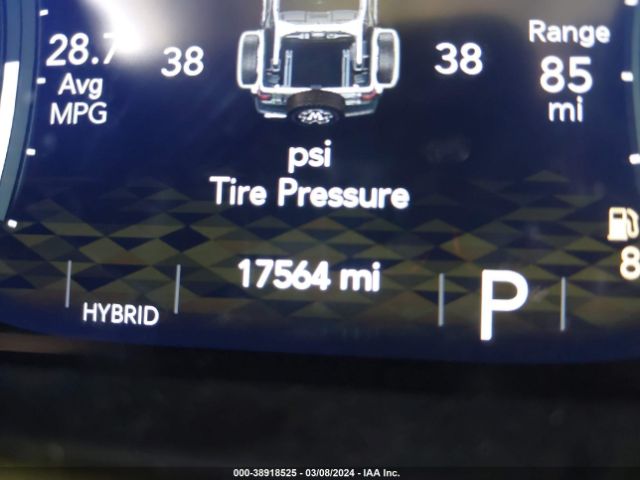 28.7
Avg
MPG
38
38
Range
85
mi
psi
Tire Pressure
17564 mi
HYBRID
P
8
000-38918525 - 03/08/2024 - IAA Inc.